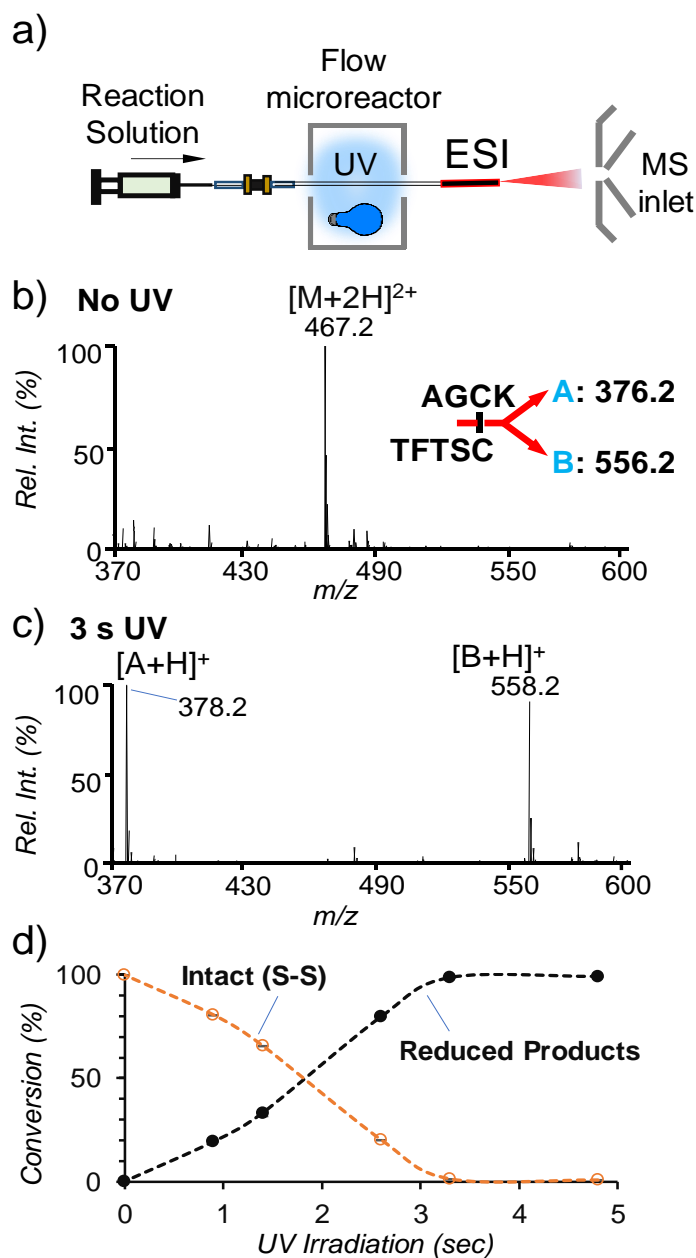 a)
Flow
microreactor
Reaction
Solution
UV
ESI
MS
inlet
b) No UV
[M+2H]²⁺
467.2
Rel. Int. (%)
100
50
0
370 430 490 550 600
m/z
AGCK
TFTSC
A: 376.2
B: 556.2
c) 3 s UV
[A+H]⁺
378.2
[B+H]⁺
558.2
Rel. Int. (%)
100
50
0
370 430 490 550 600
m/z
d)
Conversion (%)
100
50
0
Intact (S-S)
Reduced Products
0 1 2 3 4 5
UV Irradiation (sec)